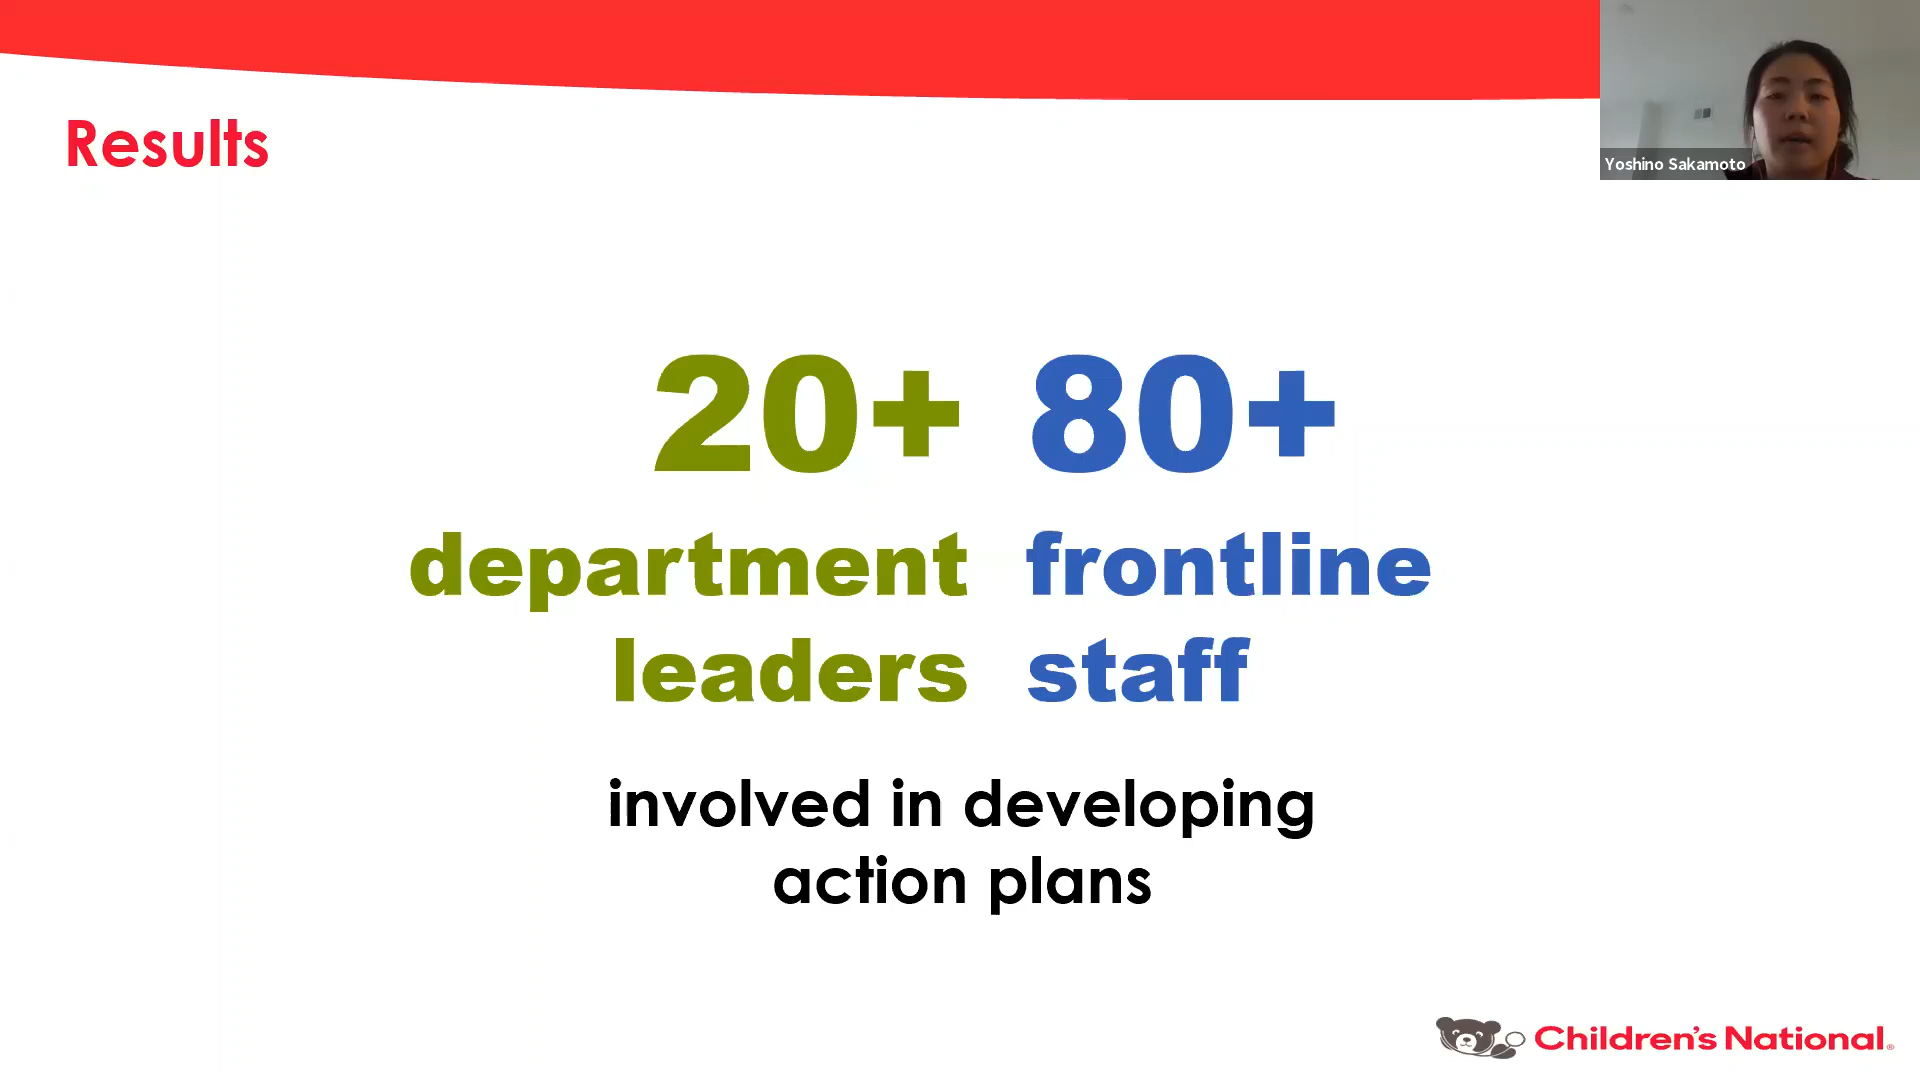 Results
Yoshino Sakamoto
20+ 80+
department frontline
leaders staff
involved in developing
action plans
Children's National®